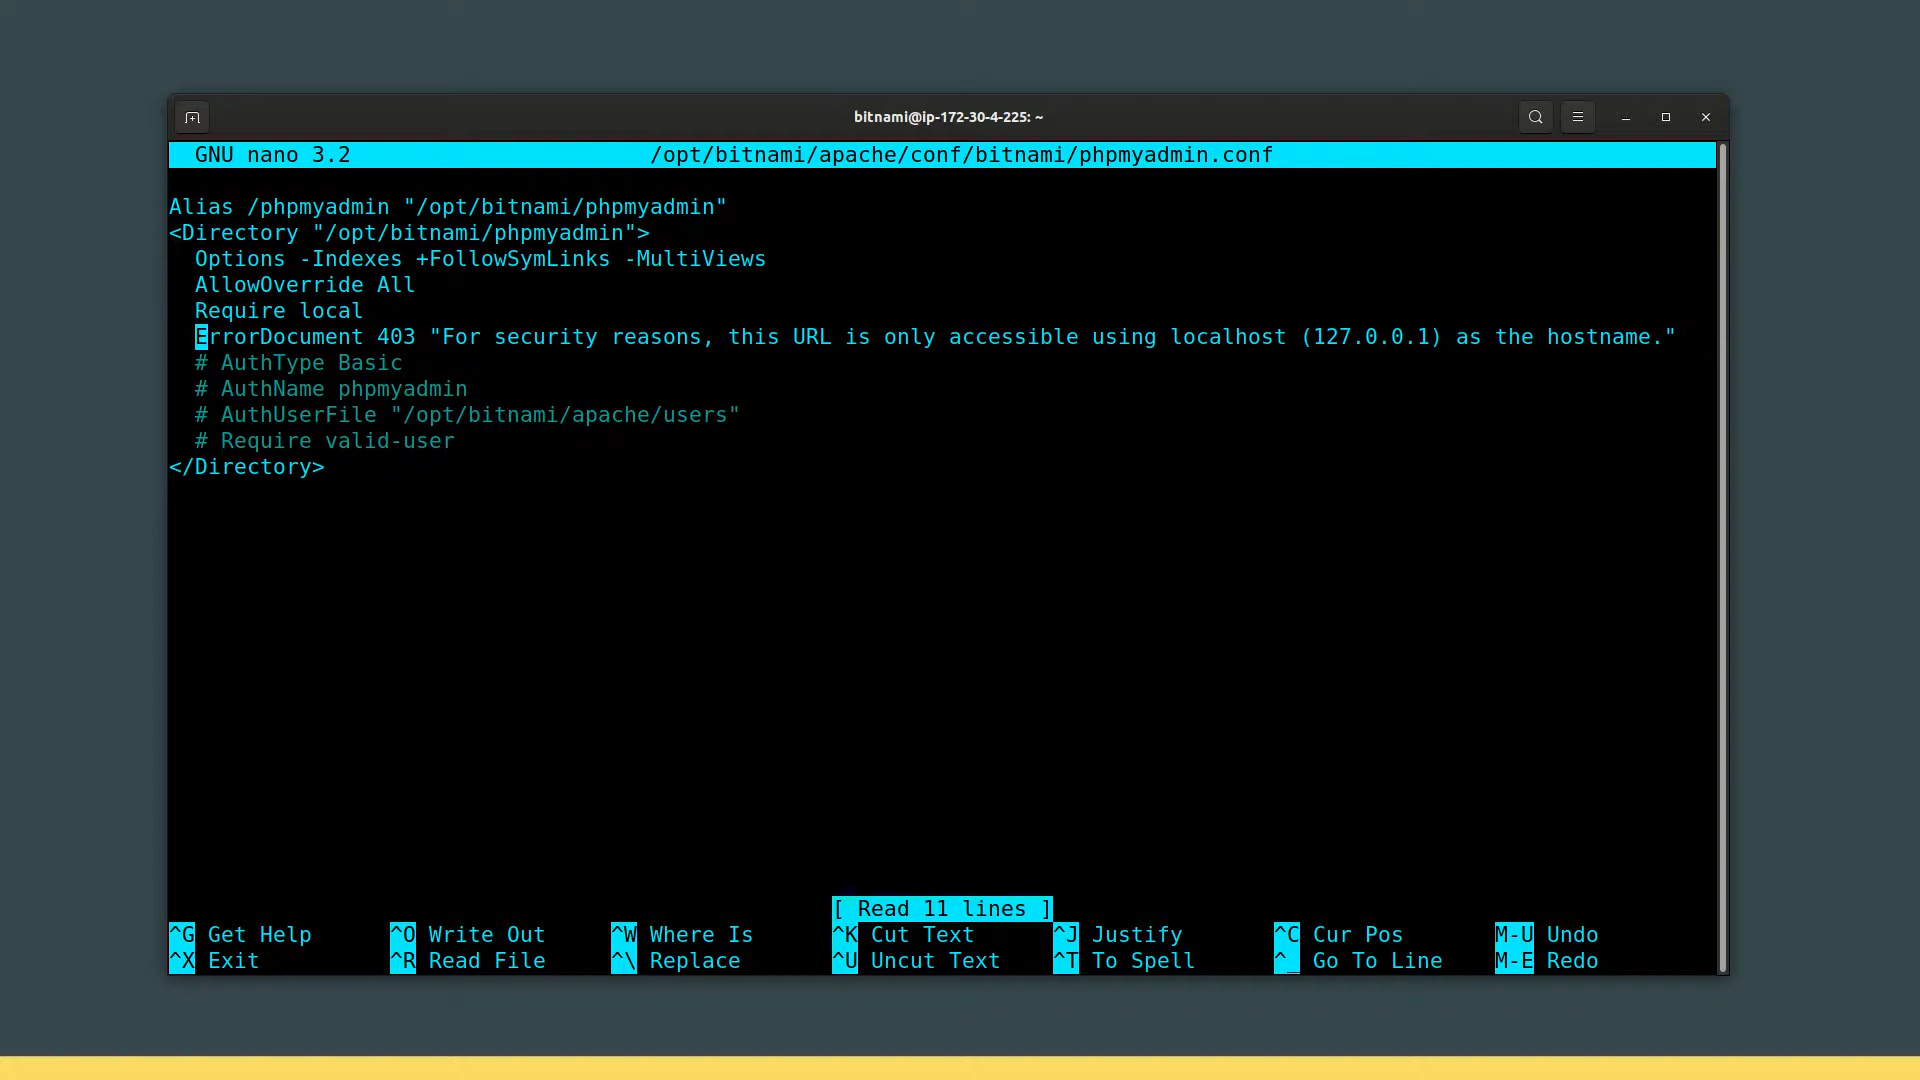 bitnami@ip-172-30-4-225: ~
GNU nano 3.2 /opt/bitnami/apache/conf/bitnami/phpmyadmin.conf
Alias /phpmyadmin "/opt/bitnami/phpmyadmin"
<Directory "/opt/bitnami/phpmyadmin">
  Options -Indexes +FollowSymLinks -MultiViews
  AllowOverride All
  Require local
  ErrorDocument 403 "For security reasons, this URL is only accessible using localhost (127.0.0.1) as the hostname."
  # AuthType Basic
  # AuthName phpmyadmin
  # AuthUserFile "/opt/bitnami/apache/users"
  # Require valid-user
</Directory>
[ Read 11 lines ]
^G Get Help ^O Write Out ^W Where Is ^K Cut Text ^J Justify ^C Cur Pos M-U Undo
^X Exit ^R Read File ^\ Replace ^U Uncut Text ^T To Spell ^_ Go To Line M-E Redo